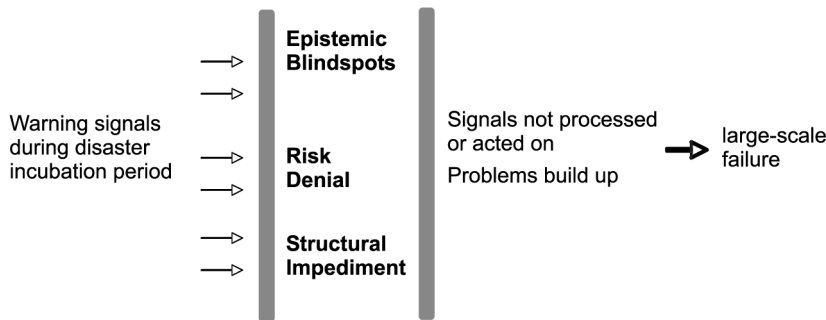 Warning signals
during disaster
incubation period
Epistemic
Blindspots
Risk
Denial
Structural
Impediment
Signals not processed
or acted on
Problems build up
large-scale
failure